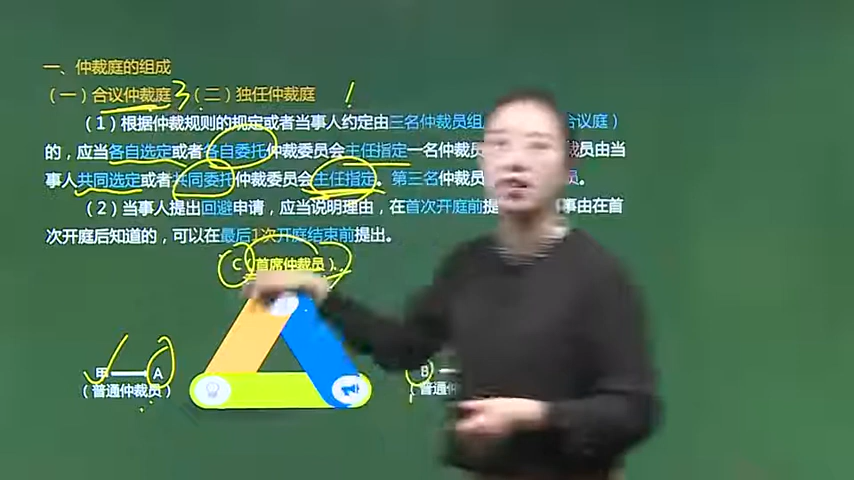 一、仲裁庭的组成
（一）合议仲裁庭3（二）独任仲裁庭 1
（1）根据仲裁规则的规定或者当事人约定由三名仲裁员组 合议庭）
的，应当各自选定或者各自委托仲裁委员会主任指定一名仲裁员 裁员由当
事人共同选定或者共同委托仲裁委员会主任指定。第三名仲裁 员。
（2）当事人提出回避申请，应当说明理由，在首次开庭前提 事由在首
次开庭后知道的，可以在最后1次开庭结束前提出。
C（首席仲裁员）
甲 A
（普通仲裁员）
B
（普通仲